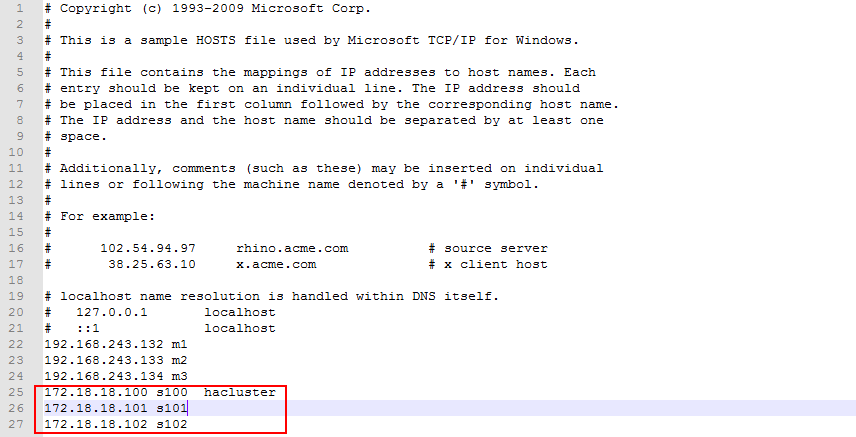 1 # Copyright (c) 1993-2009 Microsoft Corp.
2 #
3 # This is a sample HOSTS file used by Microsoft TCP/IP for Windows.
4 #
5 # This file contains the mappings of IP addresses to host names. Each
6 # entry should be kept on an individual line. The IP address should
7 # be placed in the first column followed by the corresponding host name.
8 # The IP address and the host name should be separated by at least one
9 # space.
10 #
11 # Additionally, comments (such as these) may be inserted on individual
12 # lines or following the machine name denoted by a '#' symbol.
13 #
14 # For example:
15 #
16 #      102.54.94.97     rhino.acme.com          # source server
17 #       38.25.63.10     x.acme.com              # x client host
18
19 # localhost name resolution is handled within DNS itself.
20 #   127.0.0.1       localhost
21 #   ::1             localhost
22 192.168.243.132 m1
23 192.168.243.133 m2
24 192.168.243.134 m3
25 172.18.18.100 s100  hacluster
26 172.18.18.101 s101
27 172.18.18.102 s102